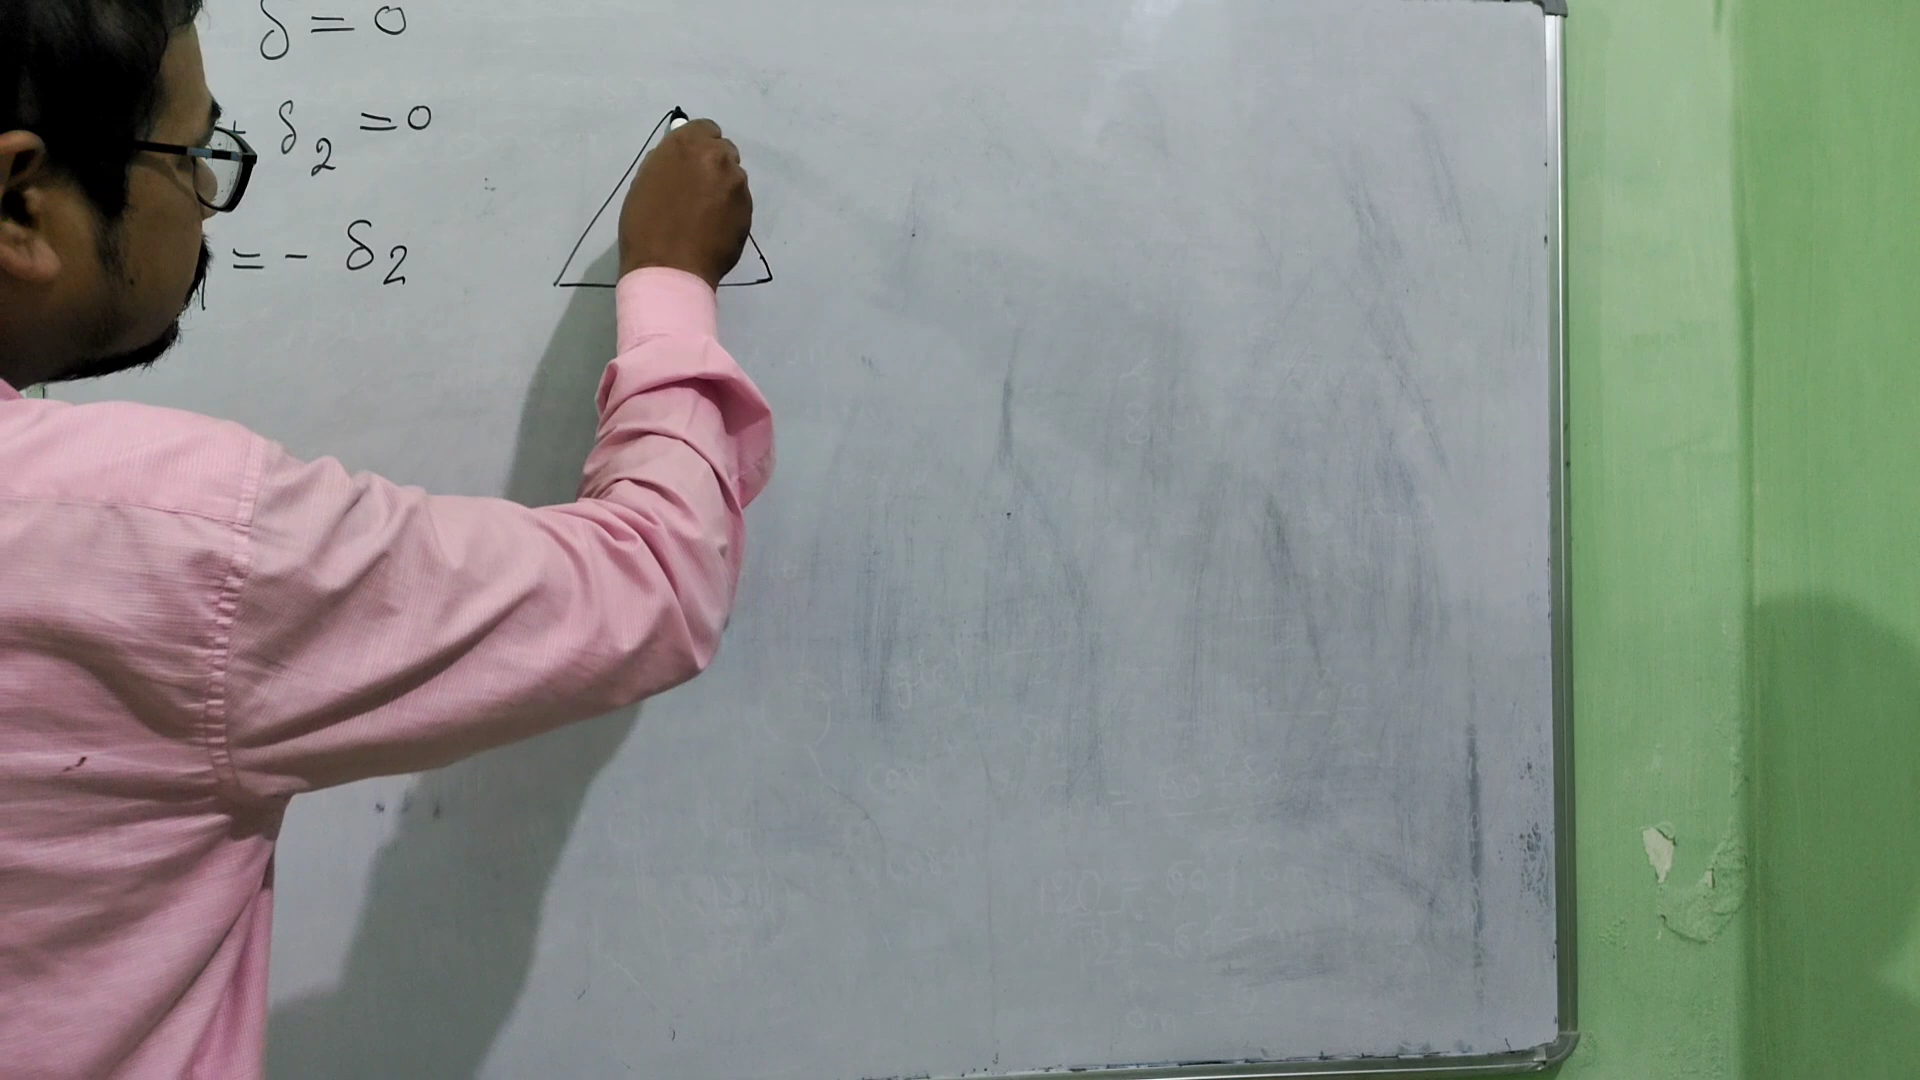 δ = 0
+ δ2 = 0
= - δ2